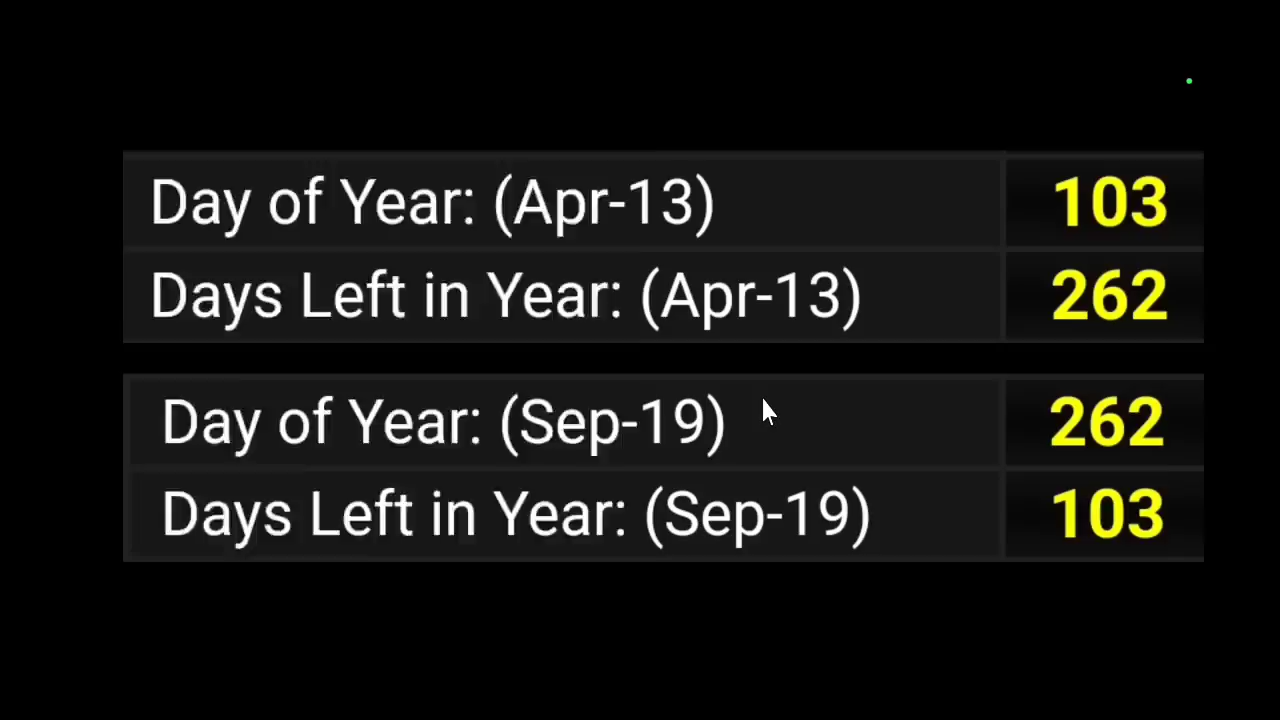 Day of Year: (Apr-13) 103
Days Left in Year: (Apr-13) 262
Day of Year: (Sep-19) 262
Days Left in Year: (Sep-19) 103